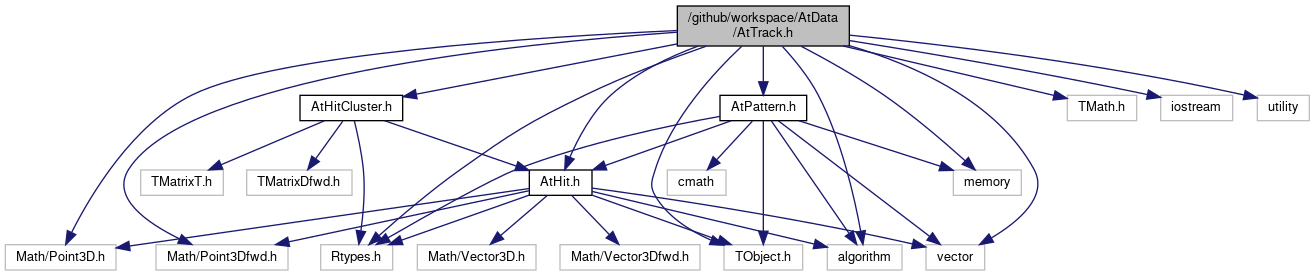 /github/workspace/AtData
/AtTrack.h
AtHitCluster.h
AtPattern.h
TMath.h
iostream
utility
TMatrixT.h
TMatrixDfwd.h
AtHit.h
cmath
memory
Math/Point3D.h
Math/Point3Dfwd.h
Rtypes.h
Math/Vector3D.h
Math/Vector3Dfwd.h
TObject.h
algorithm
vector